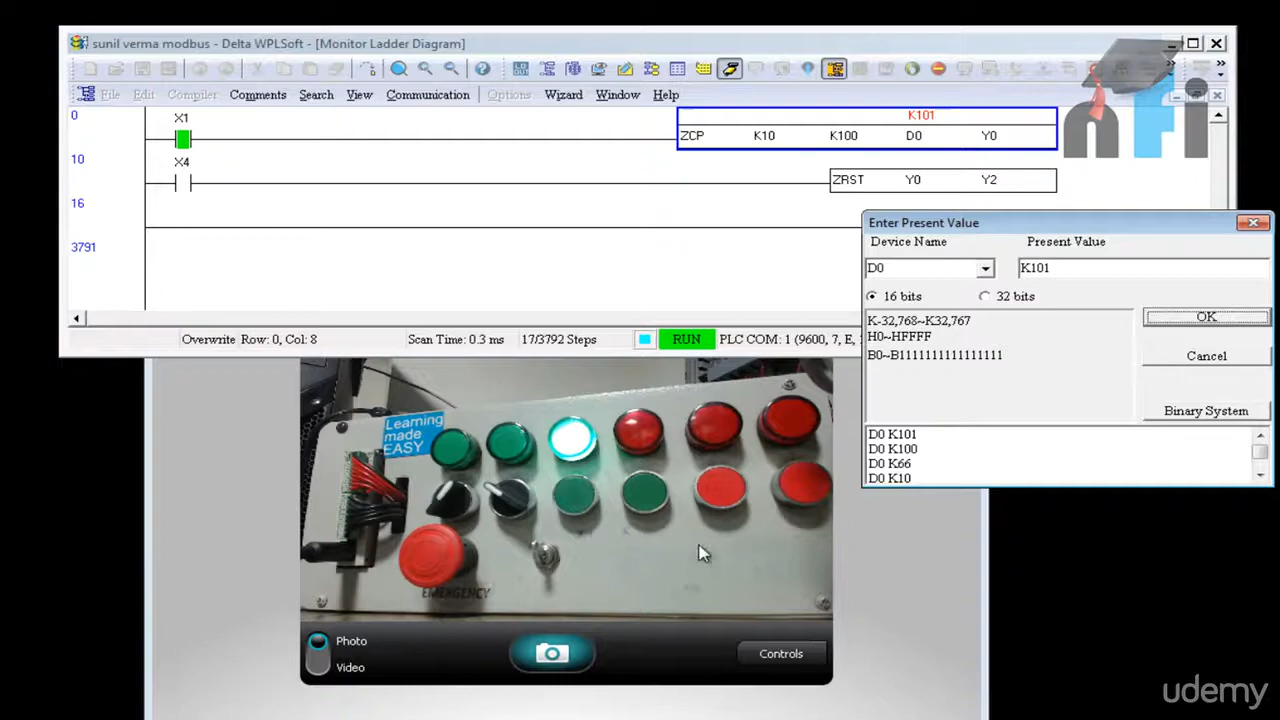 sunil verma modbus - Delta WPLSoft - [Monitor Ladder Diagram]
File Edit Compiler Comments Search View Communication Options Wizard Window Help
0 X1 K101
ZCP K10 K100 D0 Y0
10 X4
ZRST Y0 Y2
16
3791
Overwrite Row: 0, Col: 8 Scan Time: 0.3 ms 17/3792 Steps RUN PLC COM: 1 (9600, 7, E, 1
nfi
Enter Present Value
Device Name Present Value
D0 K101
16 bits 32 bits
K-32,768~K32,767
H0~HFFFF
B0~B1111111111111111
OK
Cancel
Binary System
D0 K101
D0 K100
D0 K66
D0 K10
Learning
made
EASY
EMERGENCY
Photo
Video
Controls
udemy